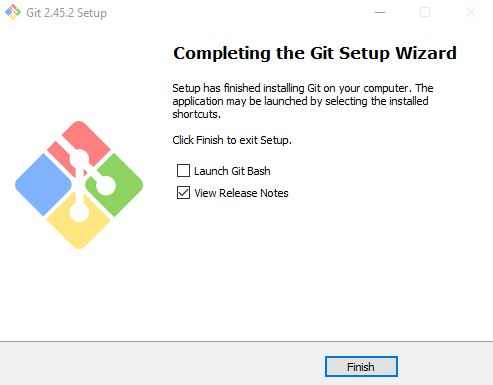 Git 2.45.2 Setup
Completing the Git Setup Wizard
Setup has finished installing Git on your computer. The
application may be launched by selecting the installed
shortcuts.
Click Finish to exit Setup.
Launch Git Bash
View Release Notes
Finish